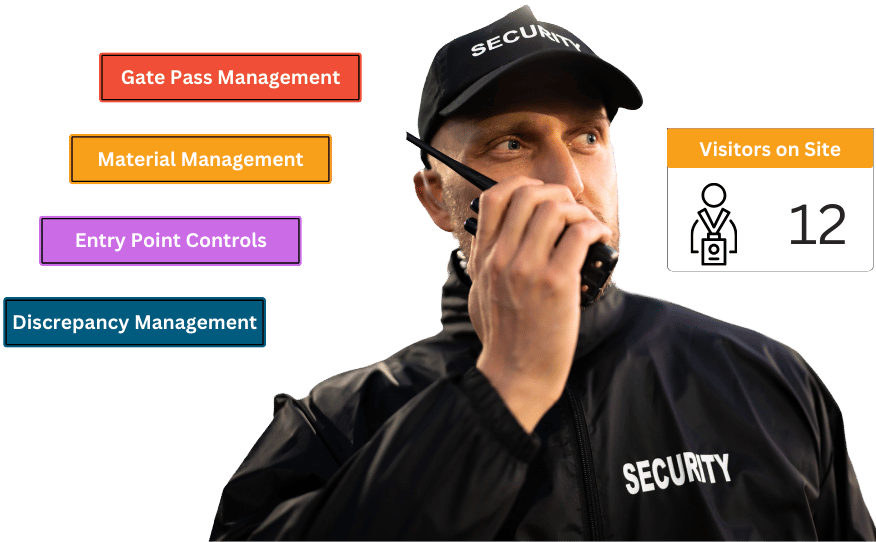 SECURITY
Gate Pass Management
Material Management
Visitors on Site
12
Entry Point Controls
Discrepancy Management
SECURITY